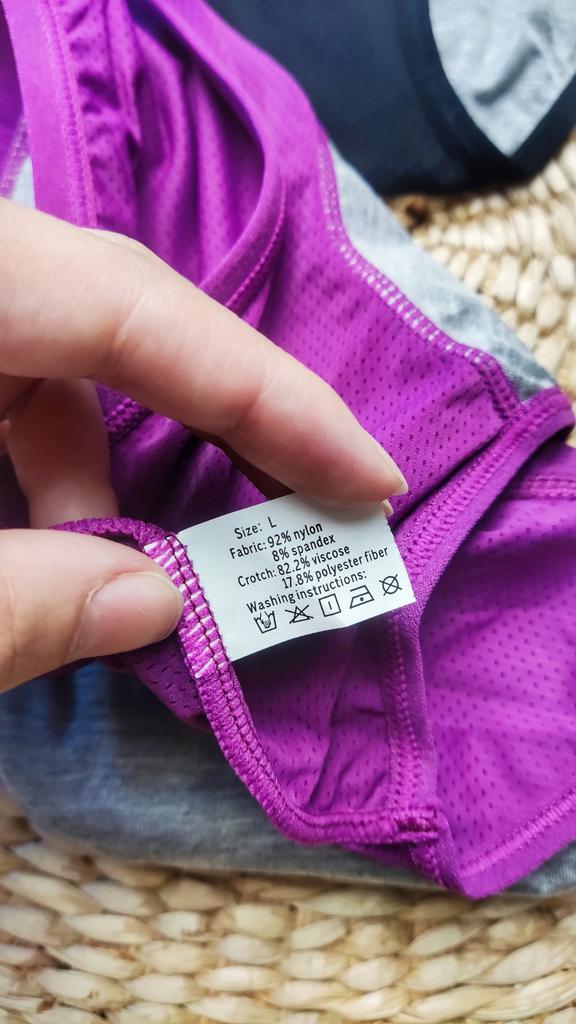 Size: L
Fabric: 92% nylon
8% spandex
Crotch: 82.2% viscose
17.8% polyester fiber
Washing instructions: